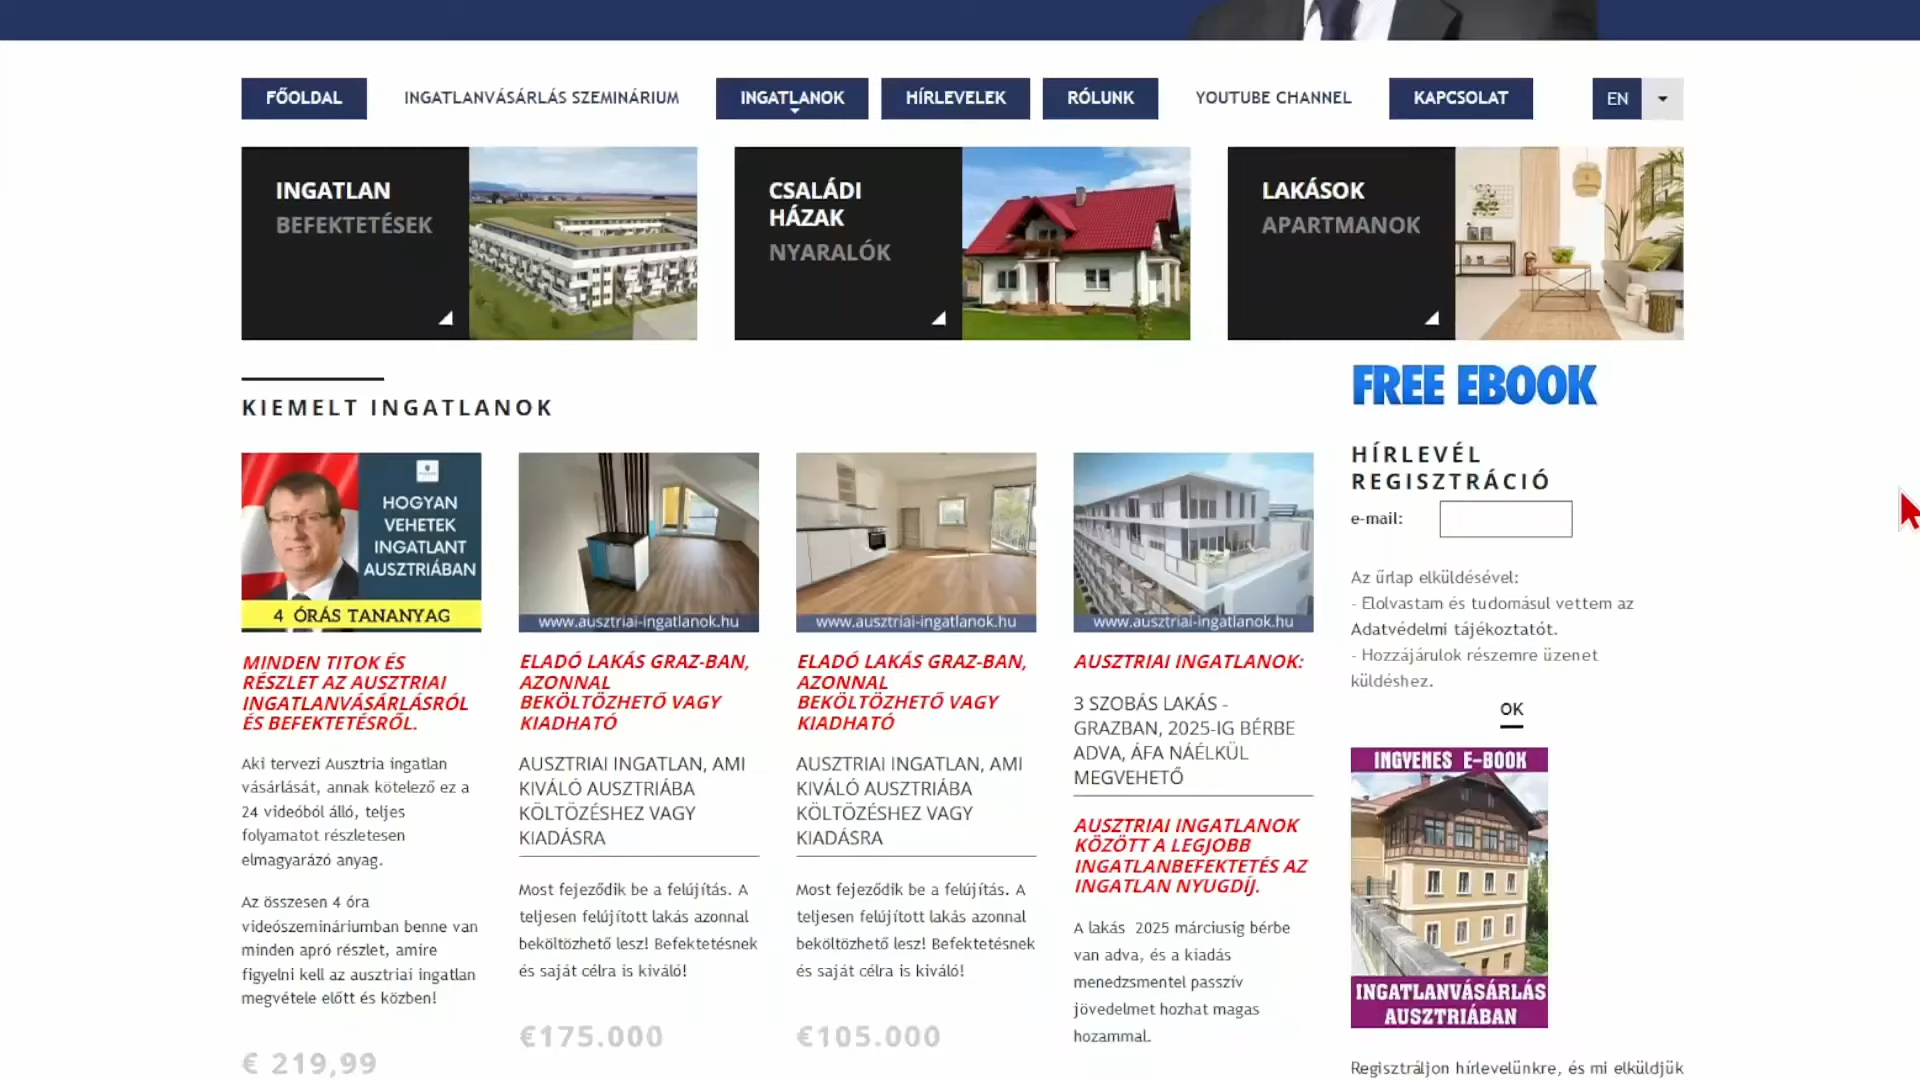 FŐOLDAL
INGATLANVÁSÁRLÁS SZEMINÁRIUM
INGATLANOK
HÍRLEVELEK
RÓLUNK
YOUTUBE CHANNEL
KAPCSOLAT
EN
INGATLAN
BEFEKTETÉSEK
CSALÁDI
HÁZAK
NYARALÓK
LAKÁSOK
APARTMANOK
KIEMELT INGATLANOK
HOGYAN
VEHETEK
INGATLANT
AUSZTRIÁBAN
4 ÓRÁS TANANYAG
MINDEN TITOK ÉS
RÉSZLET AZ AUSZTRIAI
INGATLANVÁSÁRLÁSRÓL
ÉS BEFEKTETÉSRŐL.
Aki tervezi Ausztria ingatlan
vásárlását, annak kötelező ez a
24 videóból álló, teljes
folyamatot részletesen
elmagyarázó anyag.
Az összesen 4 óra
videószemináriumban benne van
minden apró részlet, amire
figyelni kell az ausztriai ingatlan
megvétele előtt és közben!
€ 219,99
www.ausztriai-ingatlanok.hu
ELADÓ LAKÁS GRAZ-BAN,
AZONNAL
BEKÖLTÖZHETŐ VAGY
KIADHATÓ
AUSZTRIAI INGATLAN, AMI
KIVÁLÓ AUSZTRIÁBA
KÖLTÖZÉSHEZ VAGY
KIADÁSRA
Most fejeződik be a felújítás. A
teljesen felújított lakás azonnal
beköltözhető lesz! Befektetésnek
és saját célra is kiváló!
€175.000
www.ausztriai-ingatlanok.hu
ELADÓ LAKÁS GRAZ-BAN,
AZONNAL
BEKÖLTÖZHETŐ VAGY
KIADHATÓ
AUSZTRIAI INGATLAN, AMI
KIVÁLÓ AUSZTRIÁBA
KÖLTÖZÉSHEZ VAGY
KIADÁSRA
Most fejeződik be a felújítás. A
teljesen felújított lakás azonnal
beköltözhető lesz! Befektetésnek
és saját célra is kiváló!
€105.000
www.ausztriai-ingatlanok.hu
AUSZTRIAI INGATLANOK:
3 SZOBÁS LAKÁS -
GRAZBAN, 2025-IG BÉRBE
ADVA, ÁFA NÁÉLKÜL
MEGVEHETŐ
AUSZTRIAI INGATLANOK
KÖZÖTT A LEGJOBB
INGATLANBEFEKTETÉS AZ
INGATLAN NYUGDÍJ.
A lakás 2025 márciusig bérbe
van adva, és a kiadás
menedzsmentel passzív
jövedelmet hozhat magas
hozammal.
FREE EBOOK
HÍRLEVÉL
REGISZTRÁCIÓ
e-mail:
Az űrlap elküldésével:
- Elolvastam és tudomásul vettem az
Adatvédelmi tájékoztatót.
- Hozzájárulok részemre üzenet
küldéshez.
OK
INGYENES E-BOOK
INGATLANVÁSÁRLÁS
AUSZTRIÁBAN
Regisztráljon hírlevelünkre, és mi elküldjük